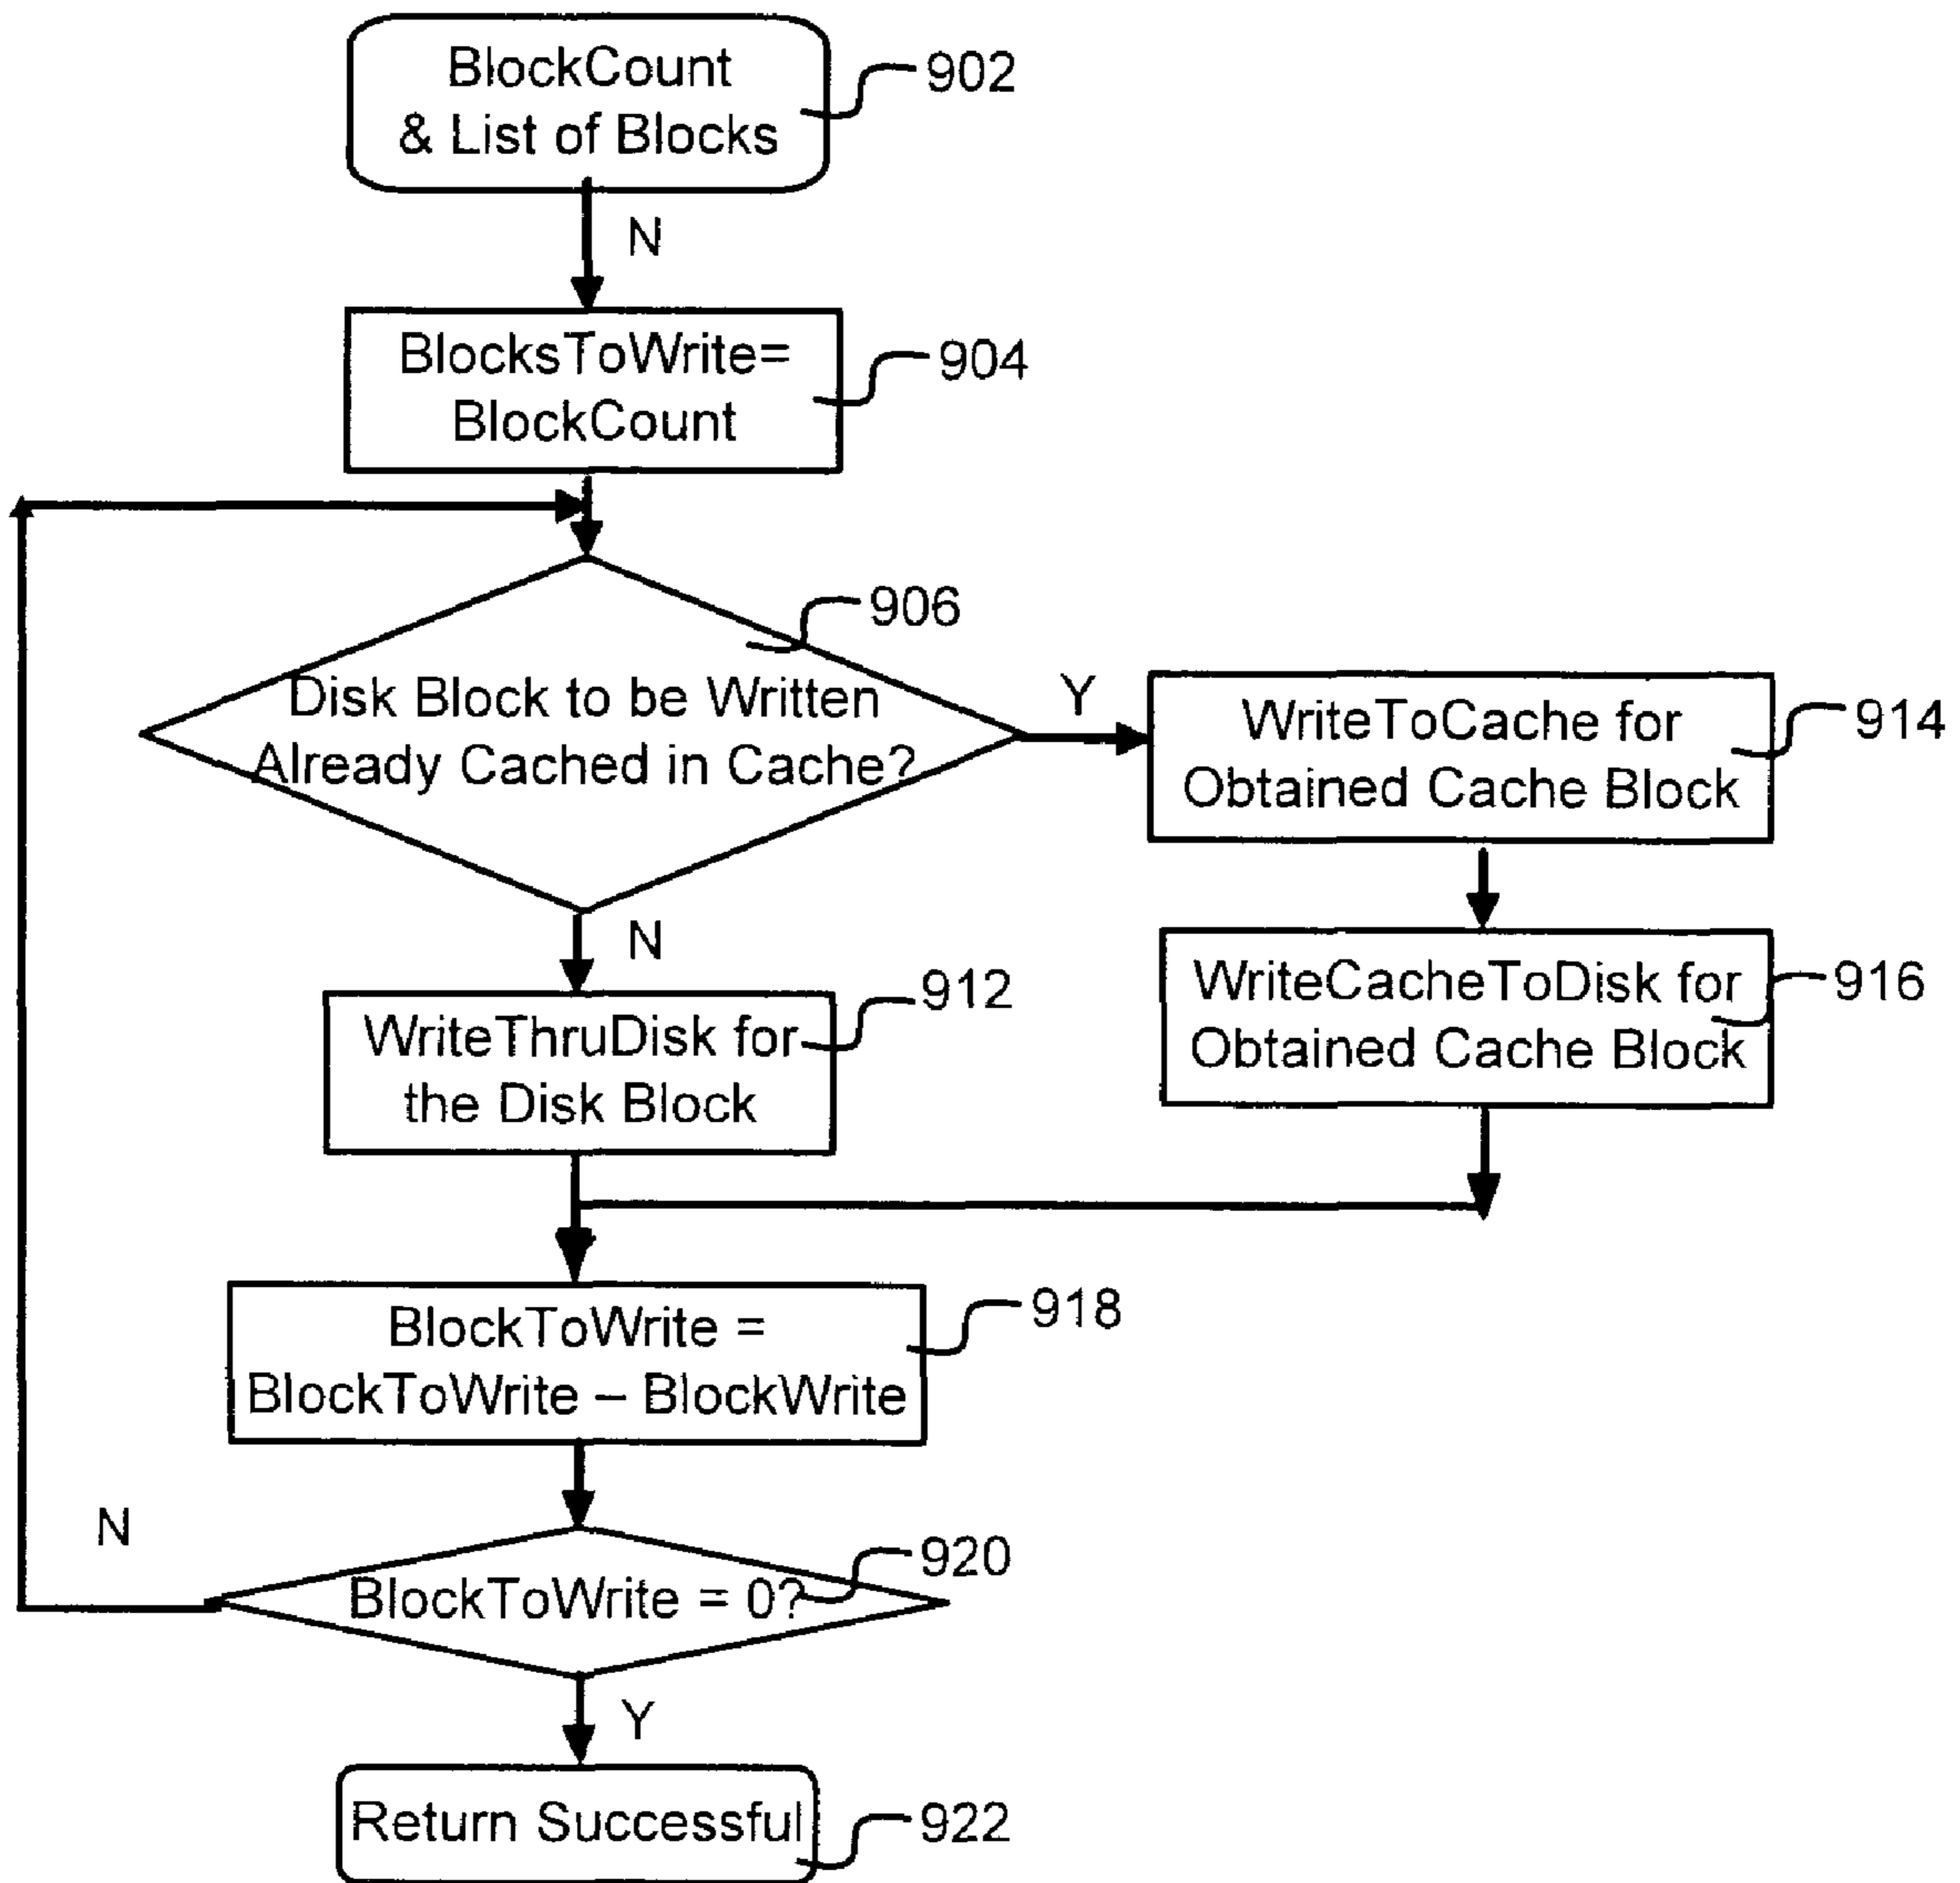 BlockCount
& List of Blocks
902
N
BlocksToWrite=
BlockCount
904
906
Disk Block to be Written
Already Cached in Cache?
Y
WriteToCache for
Obtained Cache Block
914
N
WriteCacheToDisk for
Obtained Cache Block
916
WriteThruDisk for
the Disk Block
912
BlockToWrite =
BlockToWrite – BlockWrite
918
N
BlockToWrite = 0?
920
Y
Return Successful
922